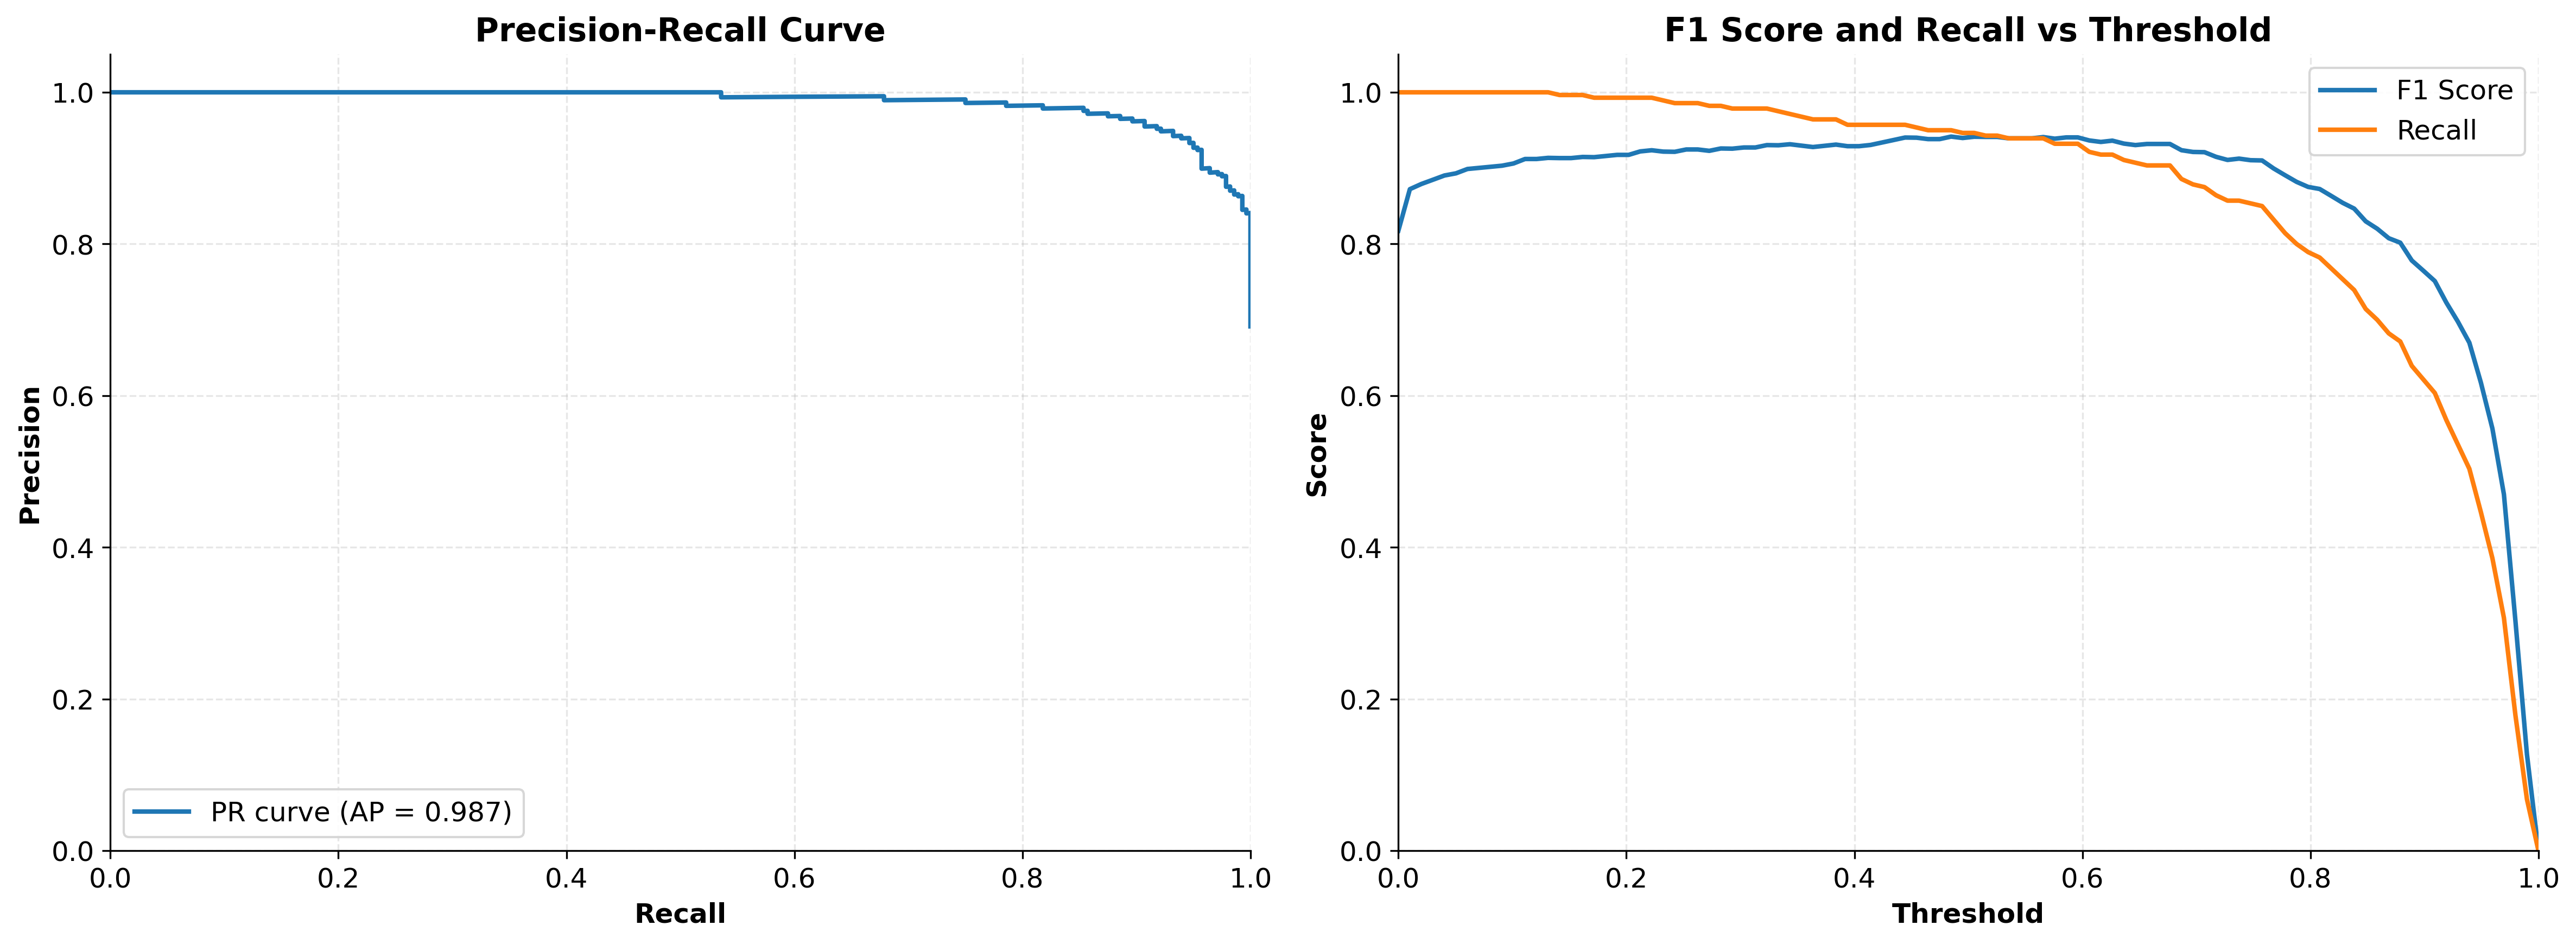 Precision-Recall Curve
1.0
0.8
0.6
0.4
0.2
0.0
Precision
PR curve (AP = 0.987)
0.0 0.2 0.4 0.6 0.8 1.0
Recall
F1 Score and Recall vs Threshold
1.0
0.8
0.6
0.4
0.2
0.0
Score
F1 Score
Recall
0.0 0.2 0.4 0.6 0.8 1.0
Threshold